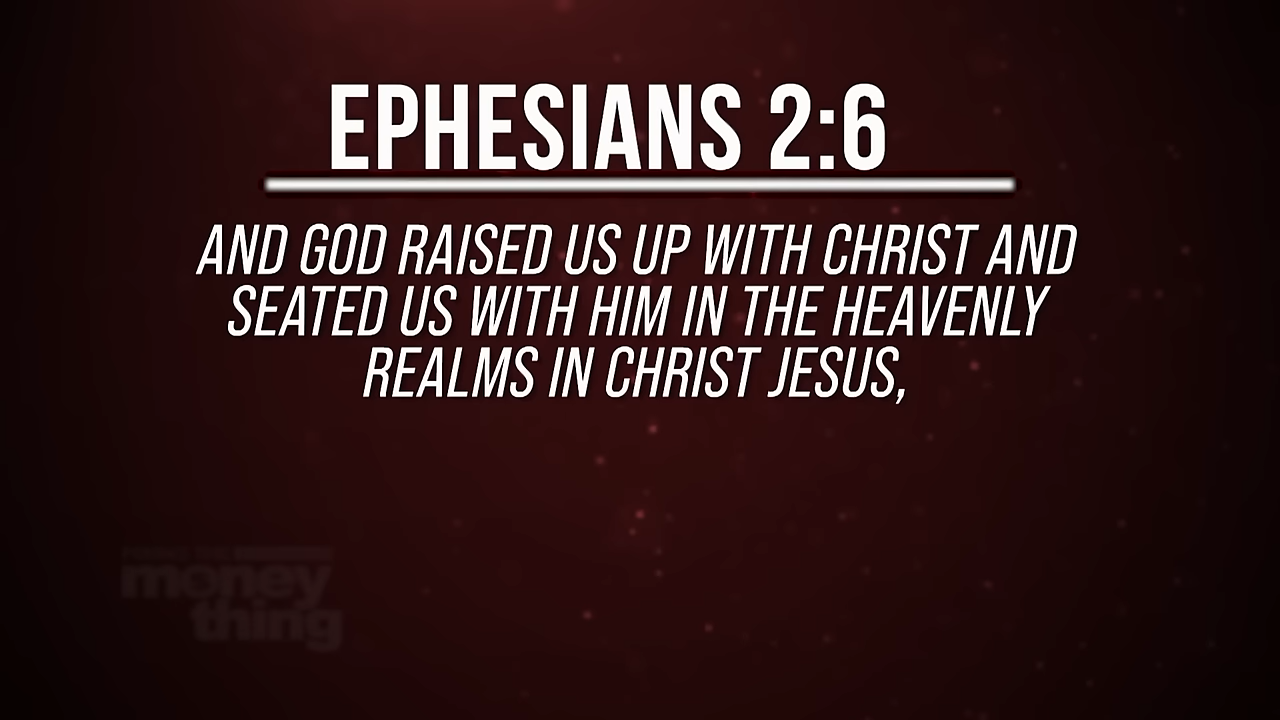 EPHESIANS 2:6
AND GOD RAISED US UP WITH CHRIST AND
SEATED US WITH HIM IN THE HEAVENLY
REALMS IN CHRIST JESUS,
money
thing